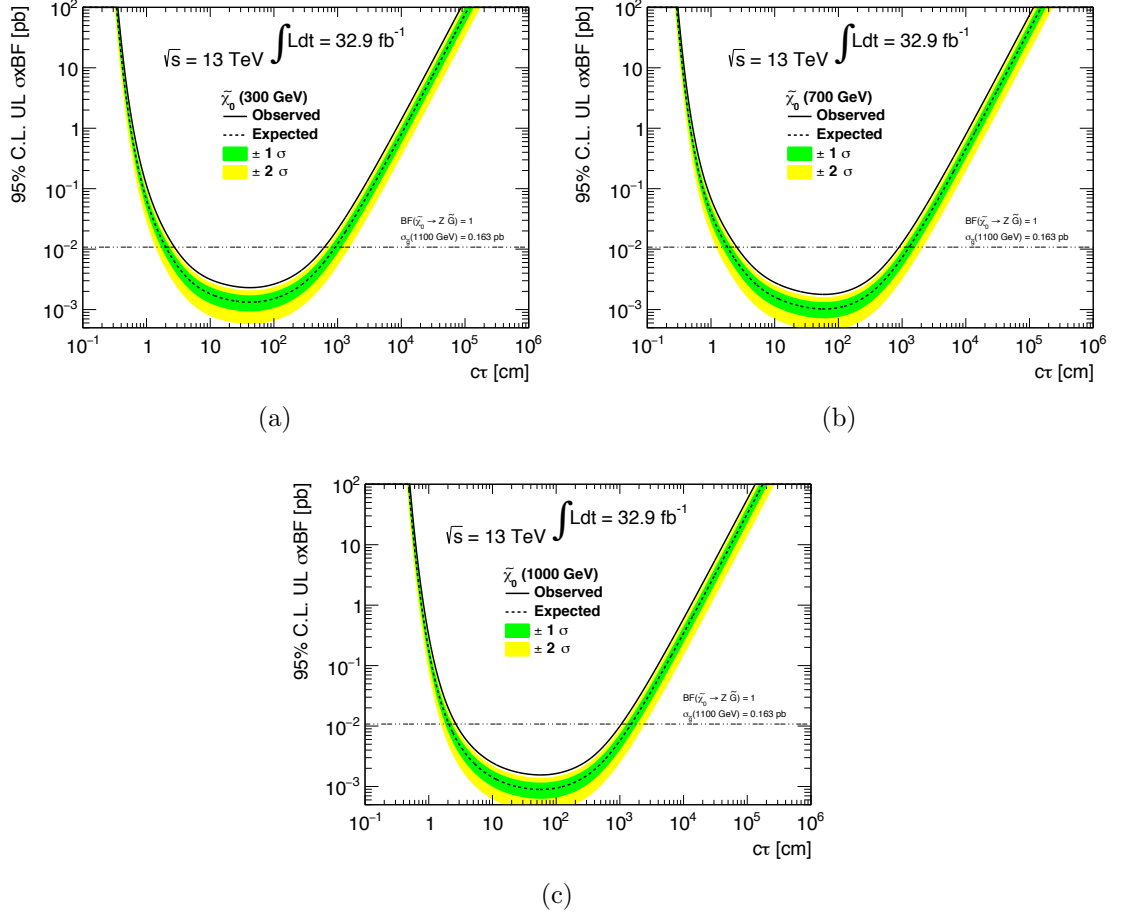 95% C.L. UL σxBF [pb]
10²
10
1
10⁻¹
10⁻²
10⁻³
√s = 13 TeV ∫Ldt = 32.9 fb⁻¹
χ̃₀ (300 GeV)
Observed
Expected
± 1 σ
± 2 σ
BF(χ̃₀ → Z G̃) = 1
σ_g̃(1100 GeV) = 0.163 pb
10⁻¹ 1 10 10² 10³ 10⁴ 10⁵ 10⁶
cτ [cm]
(a)
95% C.L. UL σxBF [pb]
10²
10
1
10⁻¹
10⁻²
10⁻³
√s = 13 TeV ∫Ldt = 32.9 fb⁻¹
χ̃₀ (700 GeV)
Observed
Expected
± 1 σ
± 2 σ
BF(χ̃₀ → Z G̃) = 1
σ_g̃(1100 GeV) = 0.163 pb
10⁻¹ 1 10 10² 10³ 10⁴ 10⁵ 10⁶
cτ [cm]
(b)
95% C.L. UL σxBF [pb]
10²
10
1
10⁻¹
10⁻²
10⁻³
√s = 13 TeV ∫Ldt = 32.9 fb⁻¹
χ̃₀ (1000 GeV)
Observed
Expected
± 1 σ
± 2 σ
BF(χ̃₀ → Z G̃) = 1
σ_g̃(1100 GeV) = 0.163 pb
10⁻¹ 1 10 10² 10³ 10⁴ 10⁵ 10⁶
cτ [cm]
(c)